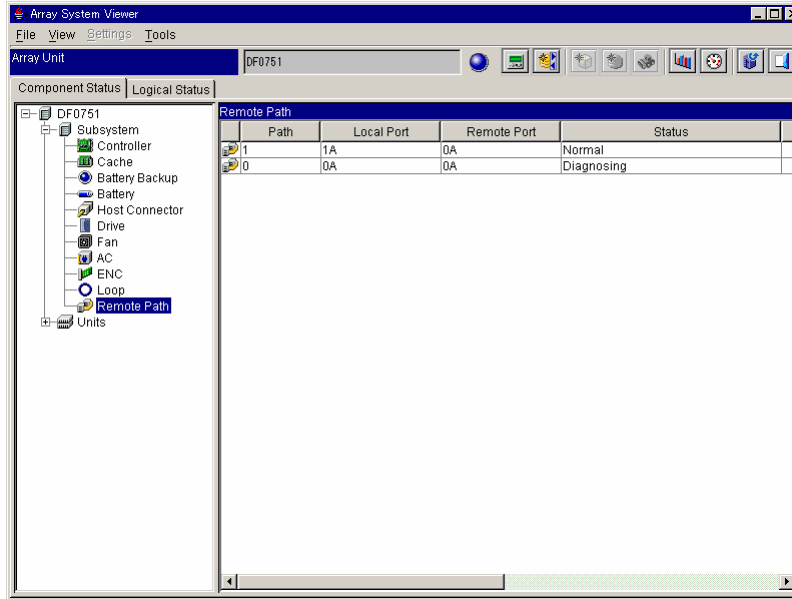 Array System Viewer
File View Settings Tools
Array Unit DF0751
Component Status Logical Status
DF0751
Subsystem
Controller
Cache
Battery Backup
Battery
Host Connector
Drive
Fan
AC
ENC
Loop
Remote Path
Units
Remote Path
Path Local Port Remote Port Status
1 1A 0A Normal
0 0A 0A Diagnosing